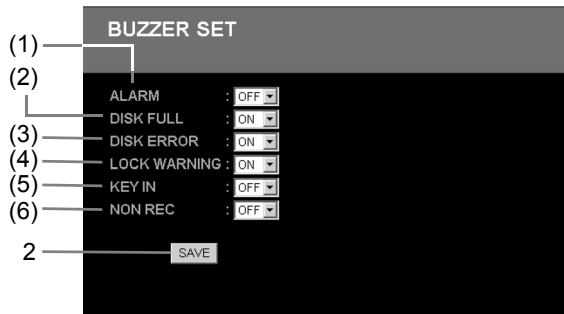 BUZZER SET
(1)
(2)
ALARM : OFF
DISK FULL : ON
(3) DISK ERROR : ON
(4) LOCK WARNING : ON
(5) KEY IN : OFF
(6) NON REC : OFF
2 SAVE